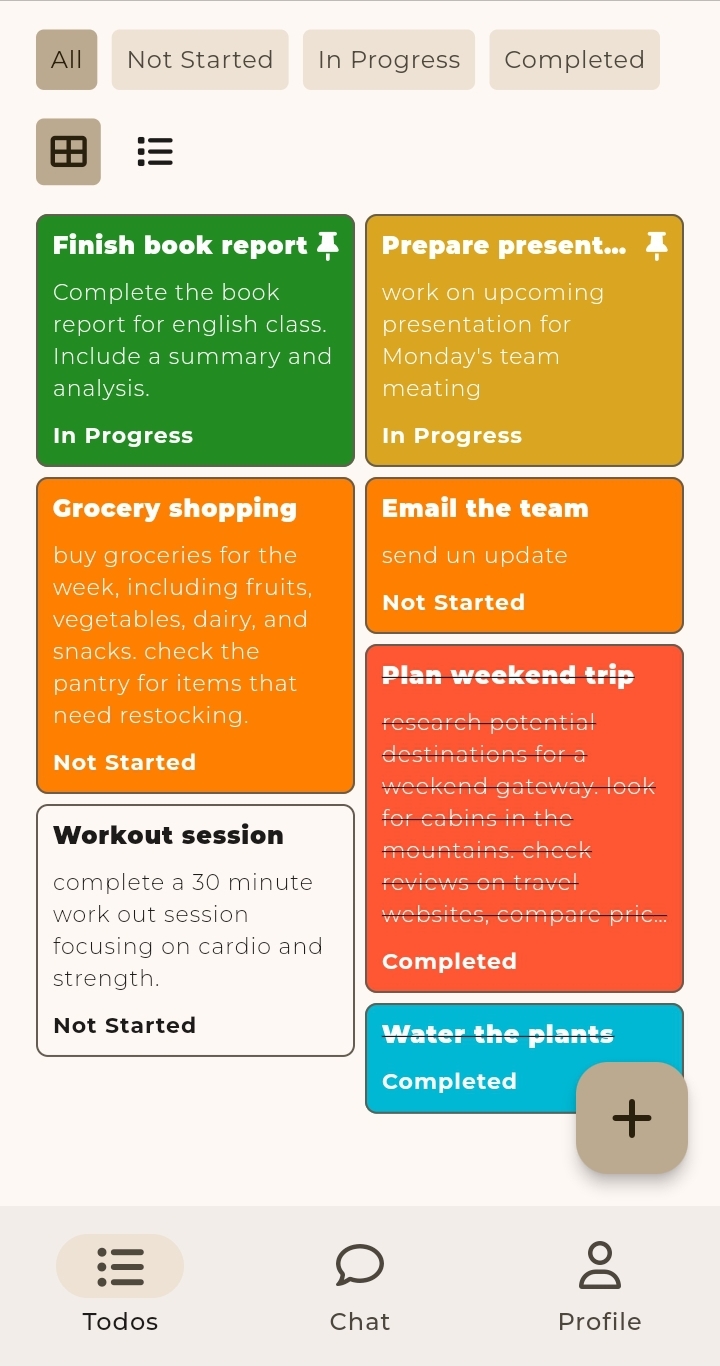 All
Not Started
In Progress
Completed
Finish book report
Complete the book
report for english class.
Include a summary and
analysis.
In Progress
Prepare present...
work on upcoming
presentation for
Monday's team
meating
In Progress
Grocery shopping
buy groceries for the
week, including fruits,
vegetables, dairy, and
snacks. check the
pantry for items that
need restocking.
Not Started
Email the team
send un update
Not Started
Plan weekend trip
research potential
destinations for a
weekend gateway. look
for cabins in the
mountains. check
reviews on travel
websites, compare pric...
Completed
Workout session
complete a 30 minute
work out session
focusing on cardio and
strength.
Not Started
Water the plants
Completed
Todos
Chat
Profile